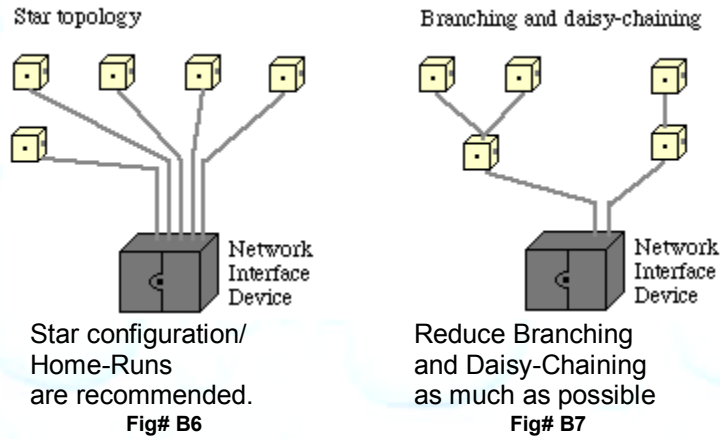 Star topology
Network
Interface
Device
Star configuration/
Home-Runs
are recommended.
Fig# B6
Branching and daisy-chaining
Network
Interface
Device
Reduce Branching
and Daisy-Chaining
as much as possible
Fig# B7